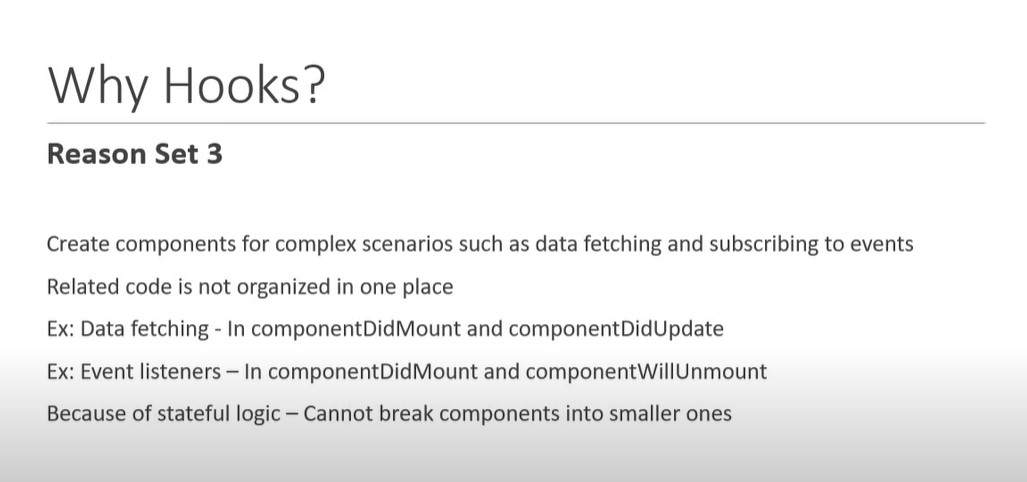 Why Hooks?
Reason Set 3
Create components for complex scenarios such as data fetching and subscribing to events
Related code is not organized in one place
Ex: Data fetching - In componentDidMount and componentDidUpdate
Ex: Event listeners – In componentDidMount and componentWillUnmount
Because of stateful logic – Cannot break components into smaller ones